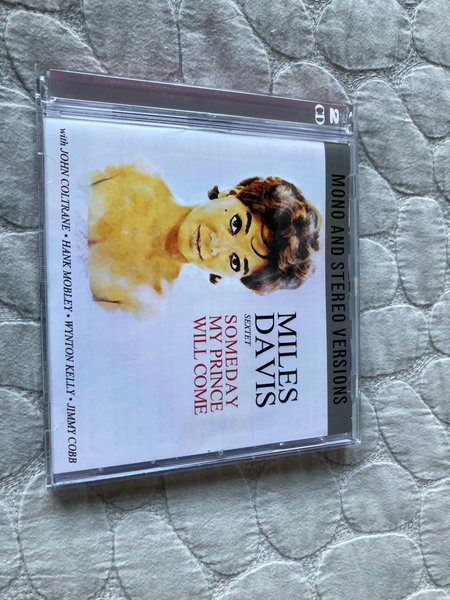 2 CD
MONO AND STEREO VERSIONS
MILES
DAVIS
SEXTET
SOMEDAY
MY PRINCE
WILL COME
with JOHN COLTRANE • HANK MOBLEY • WYNTON KELLY • JIMMY COBB